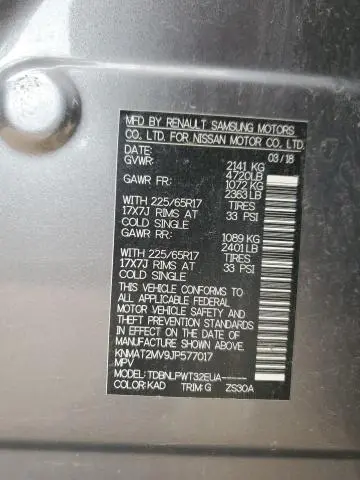 MFD BY RENAULT SAMSUNG MOTORS
CO. LTD. FOR NISSAN MOTOR CO. LTD.
DATE: 03/18
GVWR: 2141 KG
4720LB
GAWR FR: 1072 KG
2363LB
WITH 225/65R17 TIRES
17X7J RIMS AT 33 PSI
COLD SINGLE
GAWR RR: 1089 KG
2401LB
WITH 225/65R17 TIRES
17X7J RIMS AT 33 PSI
COLD SINGLE
THIS VEHICLE CONFORMS TO
ALL APPLICABLE FEDERAL
MOTOR VEHICLE SAFETY
STANDARDS IN EFFECT ON THE
DATE OF MANUFACTURE
SHOWN ABOVE.
KNMAT2MV9JP577017
MPV
MODEL: TDBNLPWT32EUA-----
COLOR: KAD TRIM: G ZS30A